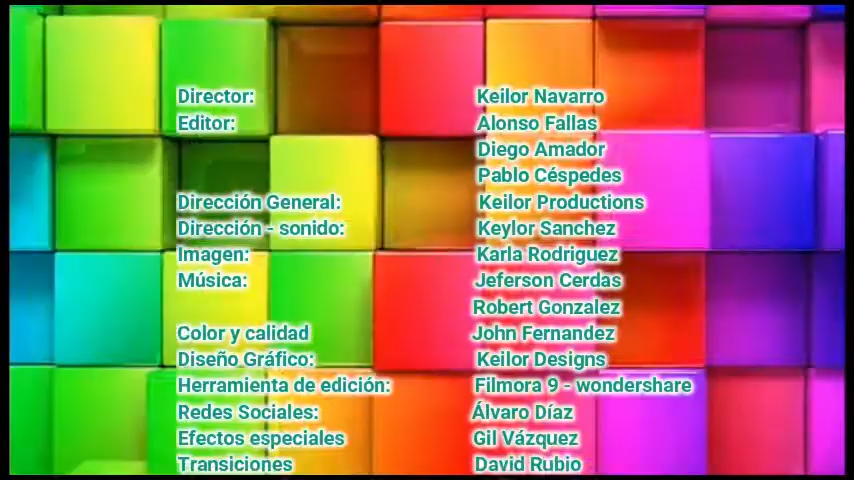 Director: Keilor Navarro
Editor: Alonso Fallas
Diego Amador
Pablo Céspedes
Dirección General: Keilor Productions
Dirección - sonido: Keylor Sanchez
Imagen: Karla Rodriguez
Música: Jeferson Cerdas
Robert Gonzalez
Color y calidad John Fernandez
Diseño Gráfico: Keilor Designs
Herramienta de edición: Filmora 9 - wondershare
Redes Sociales: Álvaro Díaz
Efectos especiales Gil Vázquez
Transiciones David Rubio